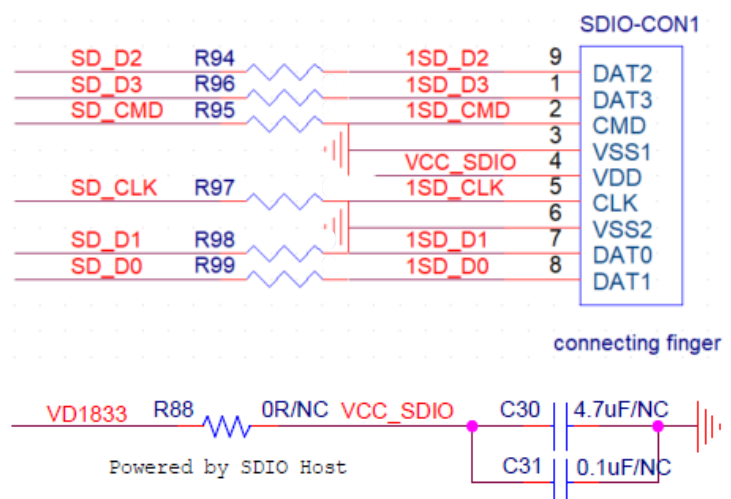 SDIO-CON1
SD_D2 R94 1SD_D2 9 DAT2
SD_D3 R96 1SD_D3 1 DAT3
SD_CMD R95 1SD_CMD 2 CMD
3 VSS1
VCC_SDIO 4 VDD
SD_CLK R97 1SD_CLK 5 CLK
6 VSS2
SD_D1 R98 1SD_D1 7 DAT0
SD_D0 R99 1SD_D0 8 DAT1
connecting finger
VD1833 R88 0R/NC VCC_SDIO C30 4.7uF/NC
Powered by SDIO Host C31 0.1uF/NC